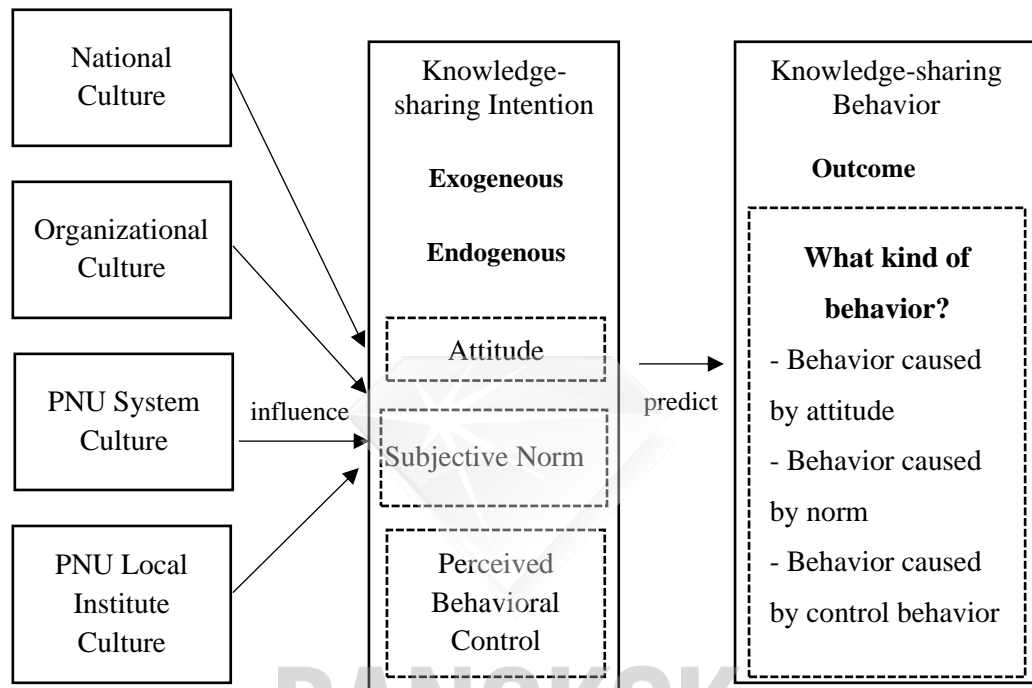 National
Culture
Organizational
Culture
PNU System
Culture
PNU Local
Institute
Culture
influence
Knowledge-
sharing Intention
Exogeneous
Endogenous
Attitude
Subjective Norm
Perceived
Behavioral
Control
predict
Knowledge-sharing
Behavior
Outcome
What kind of
behavior?
- Behavior caused
by attitude
- Behavior caused
by norm
- Behavior caused
by control behavior